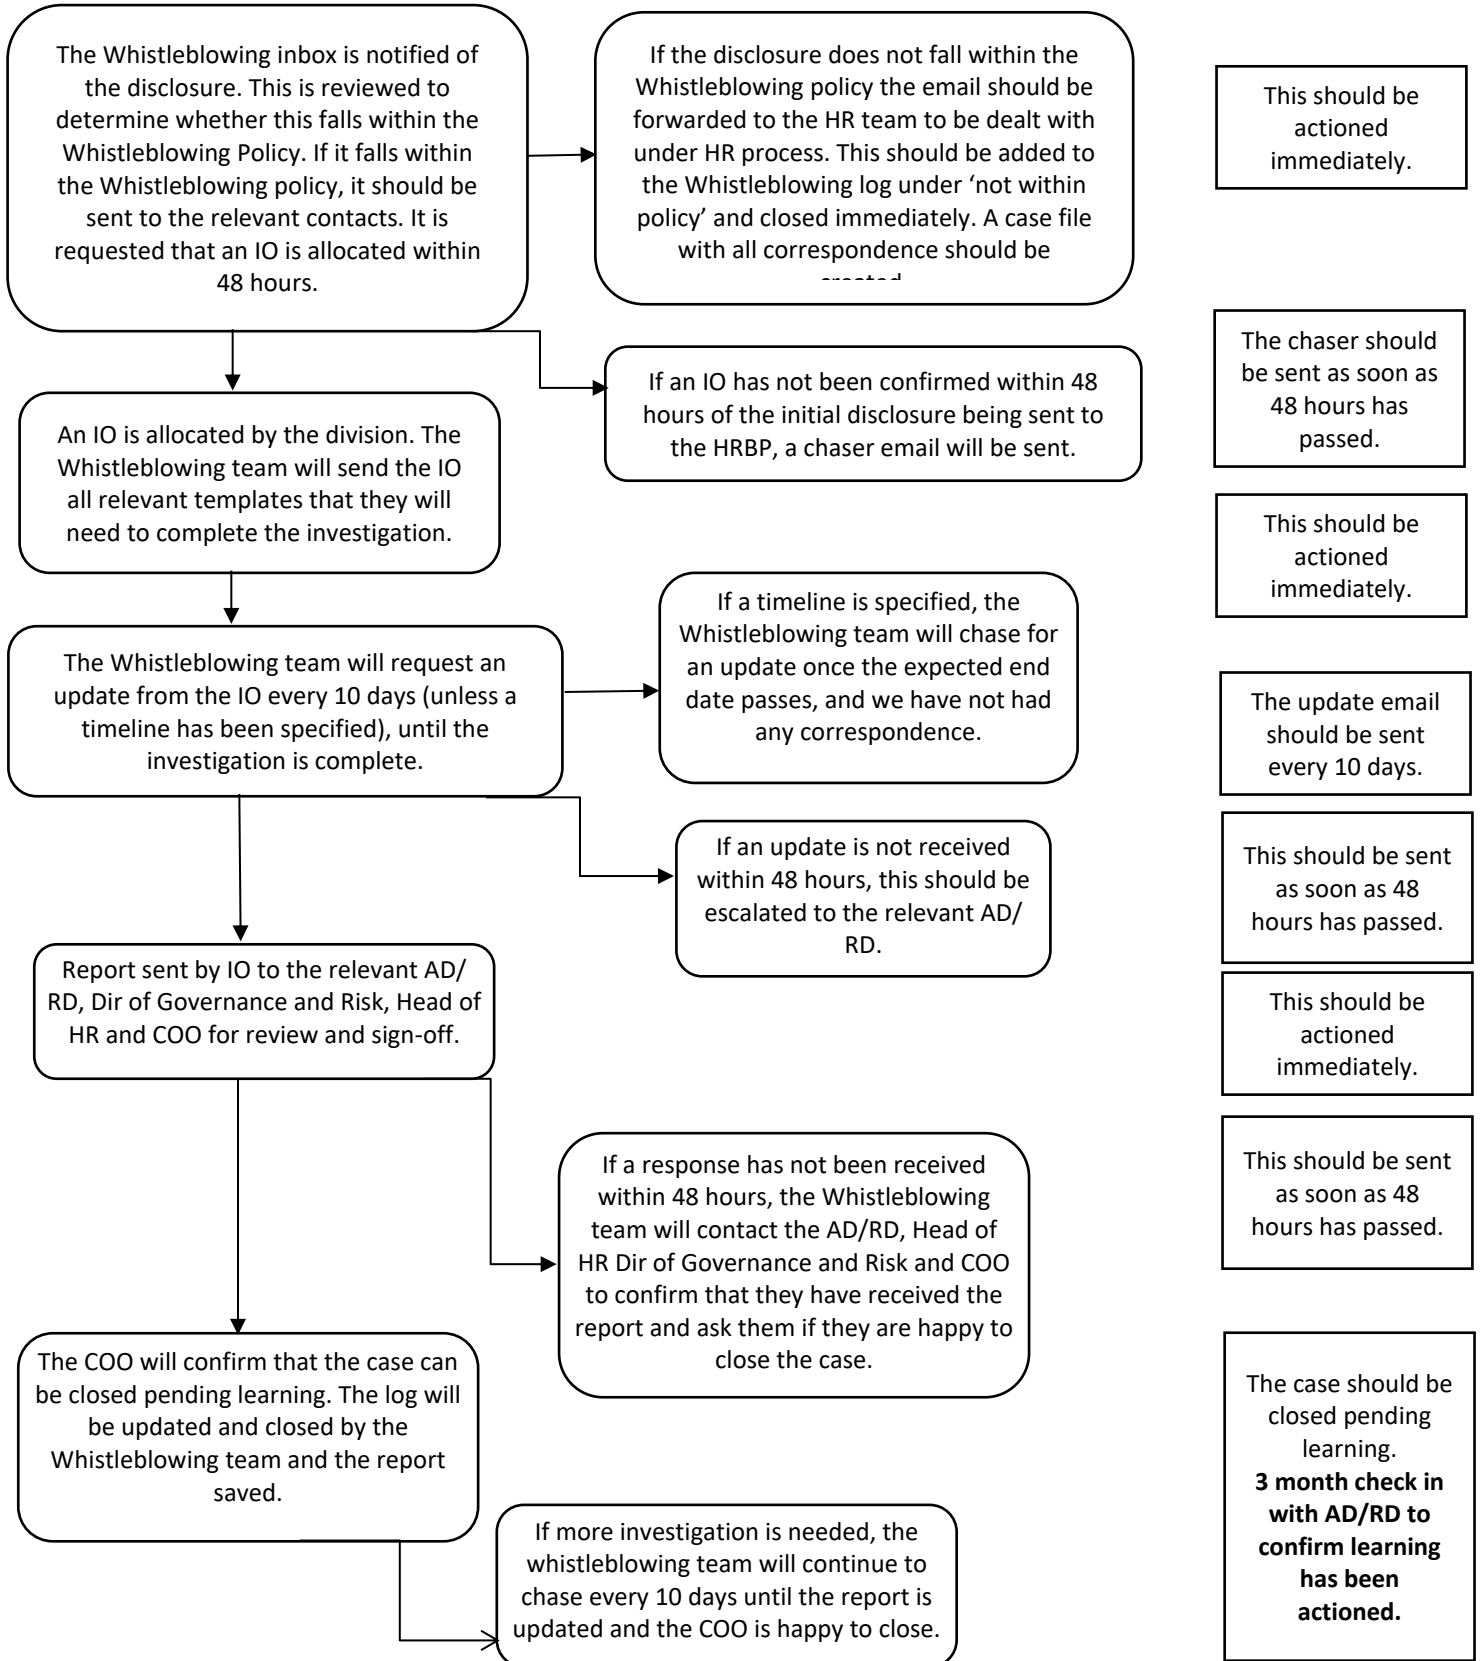 The Whistleblowing inbox is notified of
the disclosure. This is reviewed to
determine whether this falls within the
Whistleblowing Policy. If it falls within
the Whistleblowing policy, it should be
sent to the relevant contacts. It is
requested that an IO is allocated within
48 hours.
If the disclosure does not fall within the
Whistleblowing policy the email should be
forwarded to the HR team to be dealt with
under HR process. This should be added to
the Whistleblowing log under ‘not within
policy’ and closed immediately. A case file
with all correspondence should be
created
This should be
actioned
immediately.
If an IO has not been confirmed within 48
hours of the initial disclosure being sent to
the HRBP, a chaser email will be sent.
The chaser should
be sent as soon as
48 hours has
passed.
An IO is allocated by the division. The
Whistleblowing team will send the IO
all relevant templates that they will
need to complete the investigation.
This should be
actioned
immediately.
The Whistleblowing team will request an
update from the IO every 10 days (unless a
timeline has been specified), until the
investigation is complete.
If a timeline is specified, the
Whistleblowing team will chase for
an update once the expected end
date passes, and we have not had
any correspondence.
The update email
should be sent
every 10 days.
If an update is not received
within 48 hours, this should be
escalated to the relevant AD/
RD.
This should be sent
as soon as 48
hours has passed.
Report sent by IO to the relevant AD/
RD, Dir of Governance and Risk, Head of
HR and COO for review and sign-off.
This should be
actioned
immediately.
If a response has not been received
within 48 hours, the Whistleblowing
team will contact the AD/RD, Head of
HR Dir of Governance and Risk and COO
to confirm that they have received the
report and ask them if they are happy to
close the case.
This should be sent
as soon as 48
hours has passed.
The COO will confirm that the case can
be closed pending learning. The log will
be updated and closed by the
Whistleblowing team and the report
saved.
The case should be
closed pending
learning.
3 month check in
with AD/RD to
confirm learning
has been
actioned.
If more investigation is needed, the
whistleblowing team will continue to
chase every 10 days until the report is
updated and the COO is happy to close.